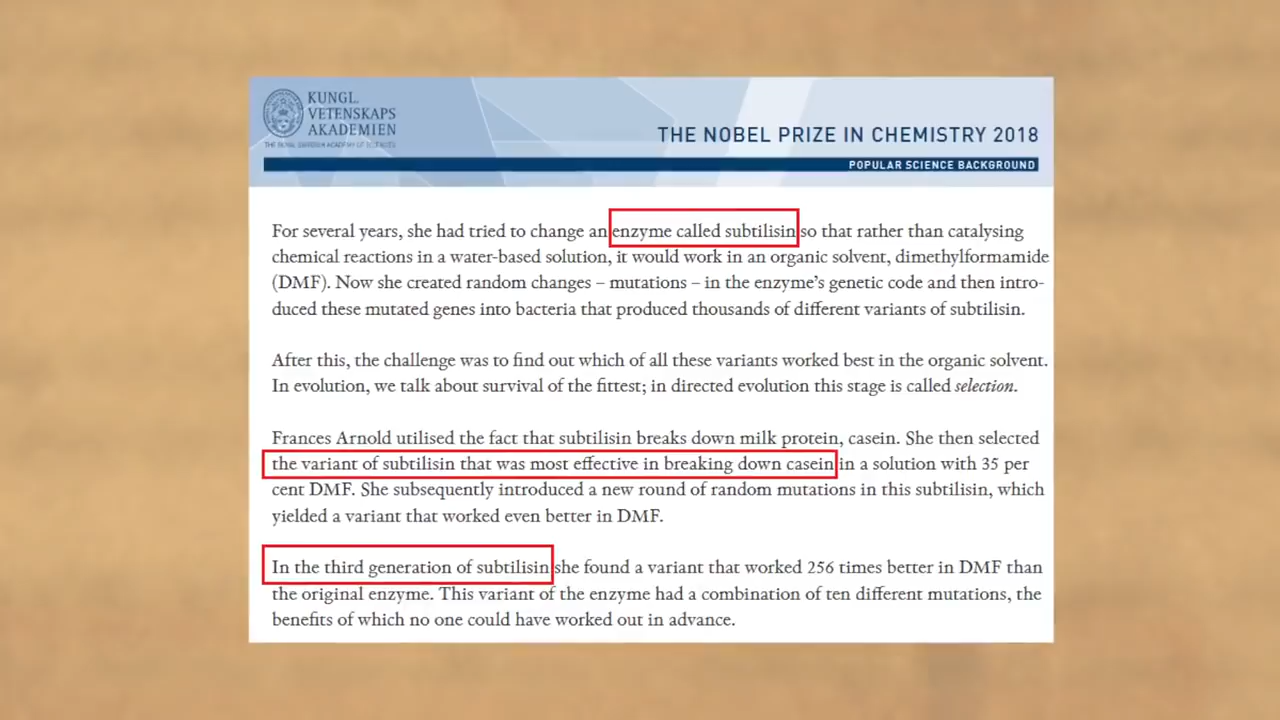 KUNGL.
VETENSKAPS
AKADEMIEN
THE ROYAL SWEDISH ACADEMY OF SCIENCES
THE NOBEL PRIZE IN CHEMISTRY 2018
POPULAR SCIENCE BACKGROUND
For several years, she had tried to change an enzyme called subtilisin so that rather than catalysing
chemical reactions in a water-based solution, it would work in an organic solvent, dimethylformamide
(DMF). Now she created random changes – mutations – in the enzyme’s genetic code and then intro-
duced these mutated genes into bacteria that produced thousands of different variants of subtilisin.
After this, the challenge was to find out which of all these variants worked best in the organic solvent.
In evolution, we talk about survival of the fittest; in directed evolution this stage is called selection.
Frances Arnold utilised the fact that subtilisin breaks down milk protein, casein. She then selected
the variant of subtilisin that was most effective in breaking down casein in a solution with 35 per
cent DMF. She subsequently introduced a new round of random mutations in this subtilisin, which
yielded a variant that worked even better in DMF.
In the third generation of subtilisin she found a variant that worked 256 times better in DMF than
the original enzyme. This variant of the enzyme had a combination of ten different mutations, the
benefits of which no one could have worked out in advance.